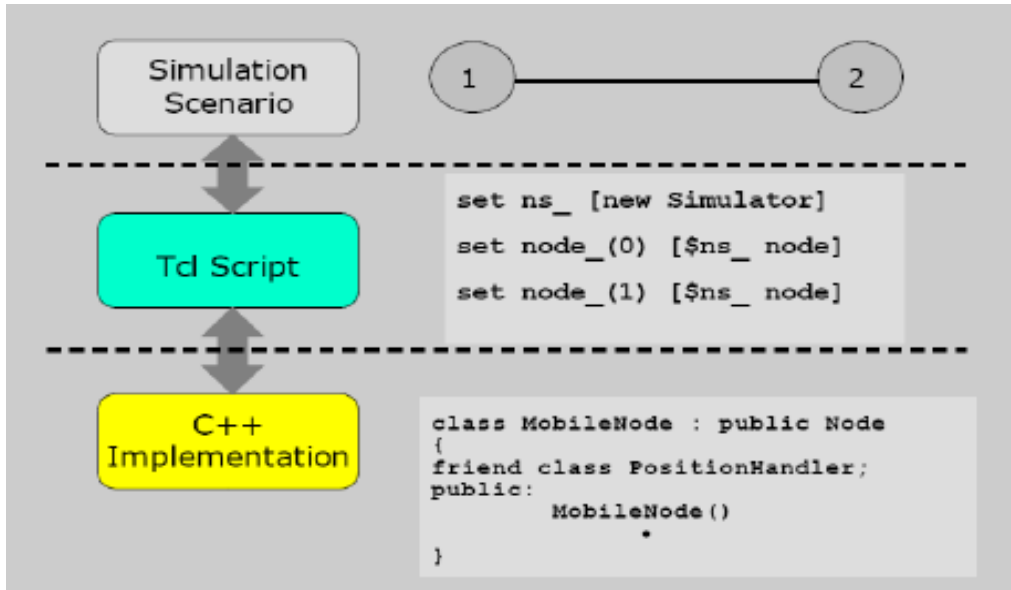 Simulation
Scenario
1
2
Tcl Script
set ns_ [new Simulator]
set node_(0) [$ns_ node]
set node_(1) [$ns_ node]
C++
Implementation
class MobileNode : public Node
{
friend class PositionHandler;
public:
MobileNode()
•
}